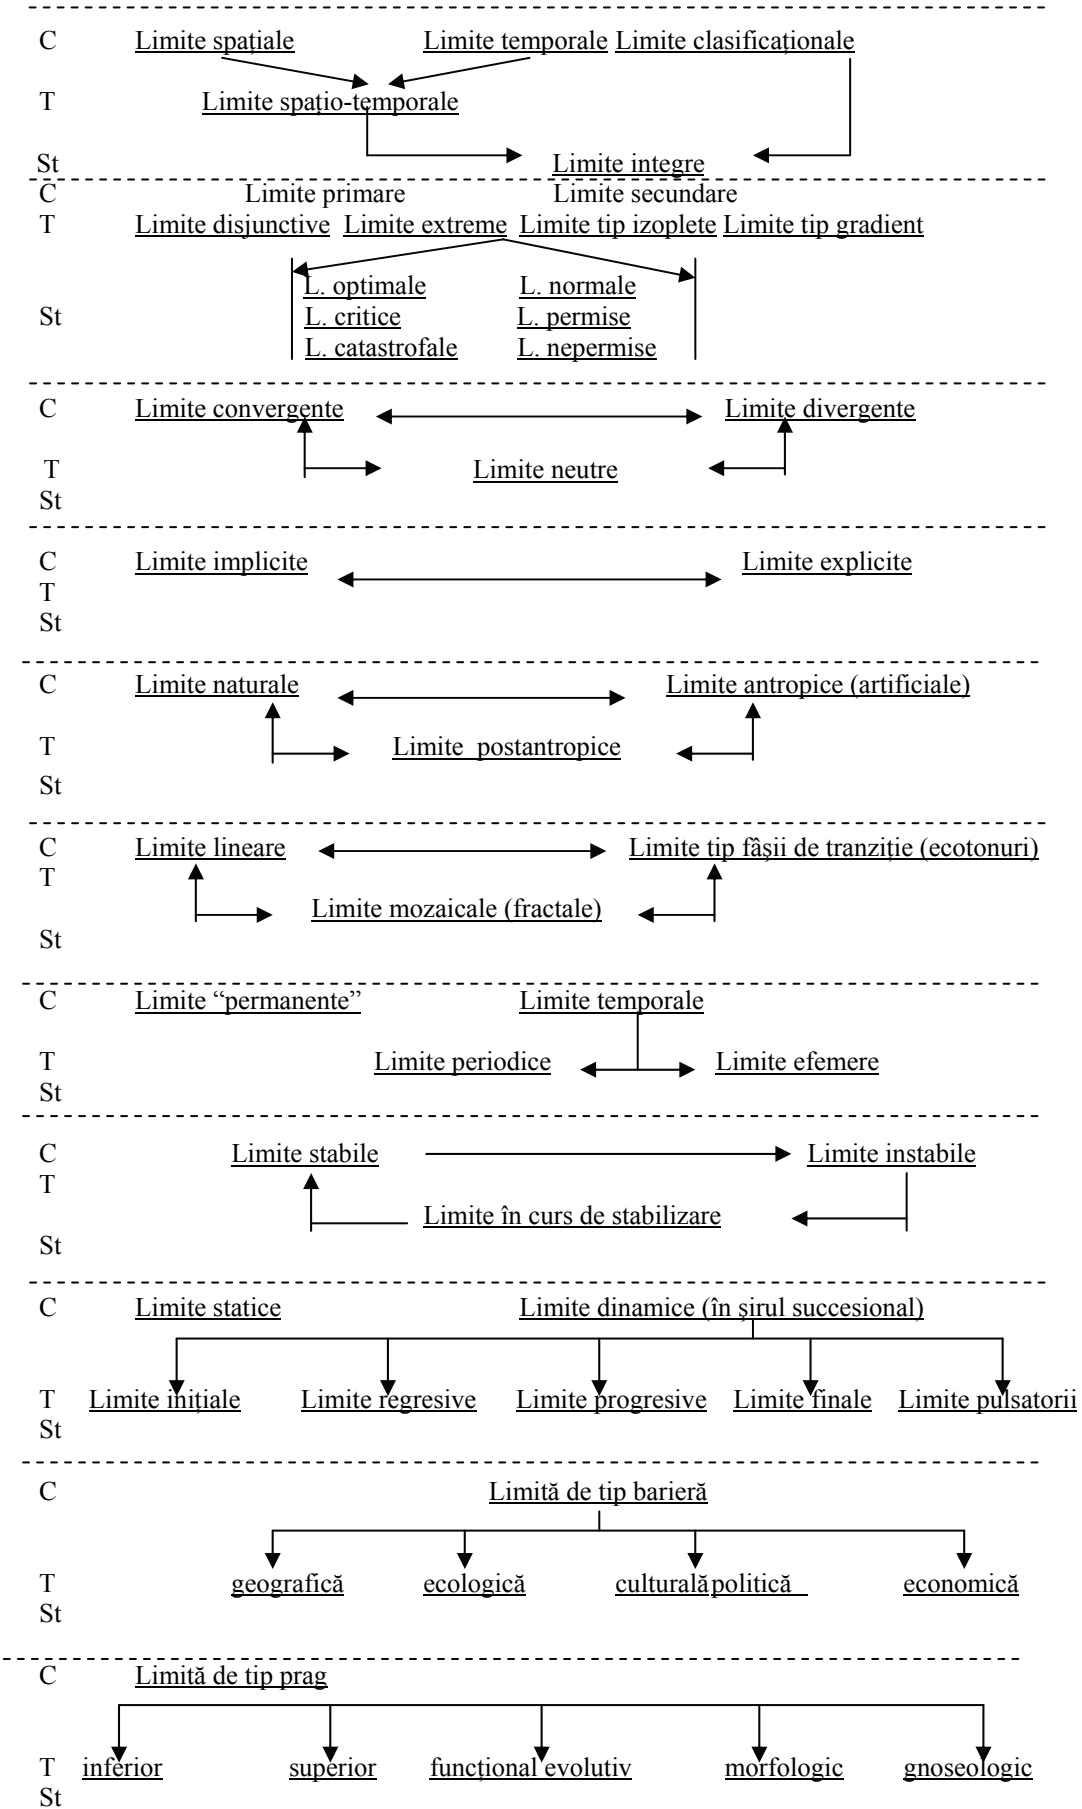 C Limite spațiale Limite temporale Limite clasificaționale
T Limite spațio-temporale
St Limite integre
C Limite primare Limite secundare
T Limite disjunctive Limite extreme Limite tip izoplete Limite tip gradient
L. optimale L. normale
St L. critice L. permise
L. catastrofale L. nepermise
C Limite convergente Limite divergente
T Limite neutre
St
C Limite implicite Limite explicite
T
St
C Limite naturale Limite antropice (artificiale)
T Limite postantropice
St
C Limite lineare Limite tip fâşii de tranziție (ecotonuri)
T
Limite mozaicale (fractale)
St
C Limite “permanente” Limite temporale
T Limite periodice Limite efemere
St
C Limite stabile Limite instabile
T
Limite în curs de stabilizare
St
C Limite statice Limite dinamice (în şirul succesional)
T Limite inițiale Limite regresive Limite progresive Limite finale Limite pulsatorii
St
C Limită de tip barieră
T geografică ecologică culturală politică economică
St
C Limită de tip prag
T inferior superior funcțional evolutiv morfologic gnoseologic
St